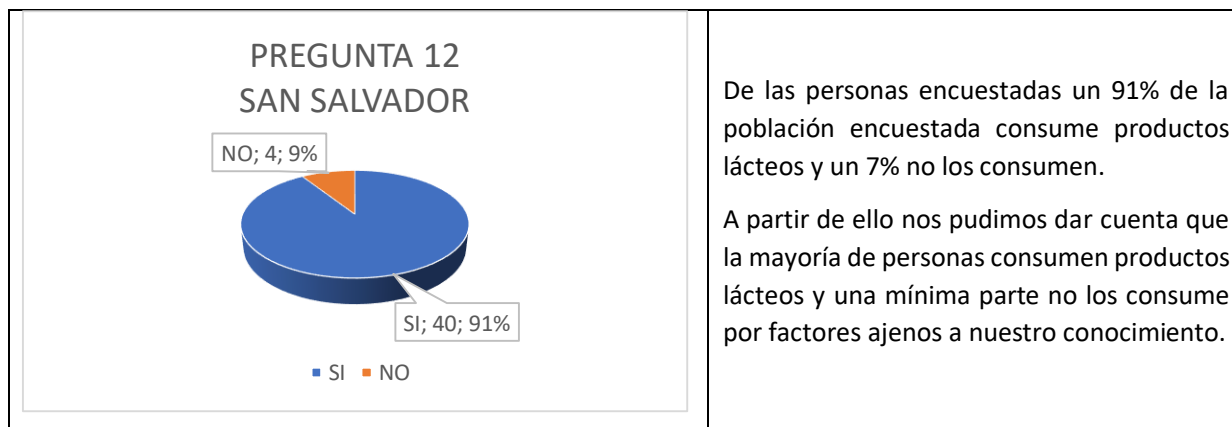 PREGUNTA 12
SAN SALVADOR
NO; 4; 9%
SI; 40; 91%
SI NO
De las personas encuestadas un 91% de la
población encuestada consume productos
lácteos y un 7% no los consumen.
A partir de ello nos pudimos dar cuenta que
la mayoría de personas consumen productos
lácteos y una mínima parte no los consume
por factores ajenos a nuestro conocimiento.